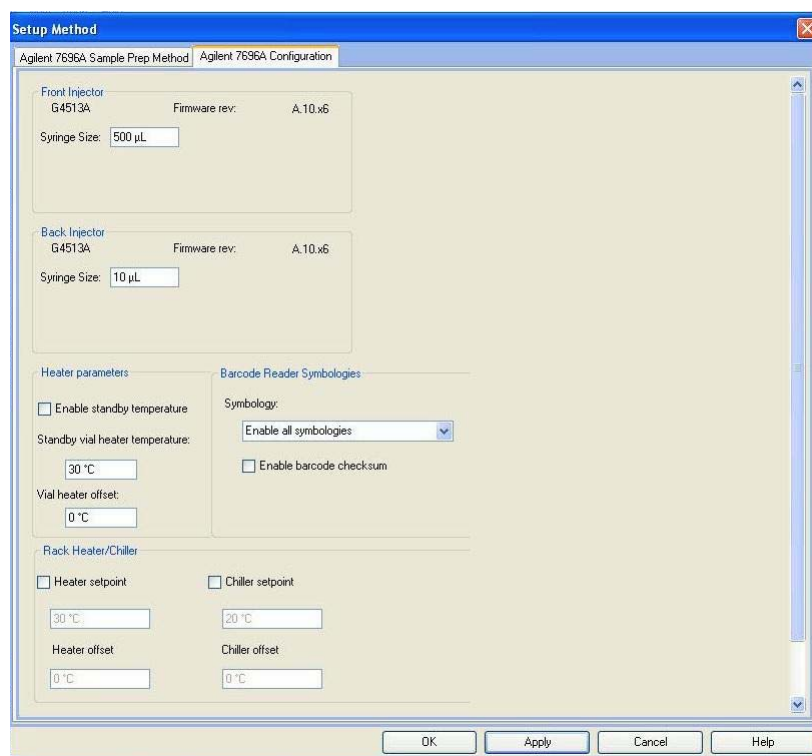 Setup Method
Agilent 7696A Sample Prep Method Agilent 7696A Configuration
Front Injector
G4513A Firmware rev: A.10.x6
Syringe Size: 500 µL
Back Injector
G4513A Firmware rev: A.10.x6
Syringe Size: 10 µL
Heater parameters Barcode Reader Symbologies
Symbology:
Enable standby temperature
Enable all symbologies
Standby vial heater temperature:
30 °C
Enable barcode checksum
Vial heater offset:
0 °C
Rack Heater/Chiller
Heater setpoint Chiller setpoint
30 °C 20 °C
Heater offset Chiller offset
0 °C 0 °C
OK Apply Cancel Help